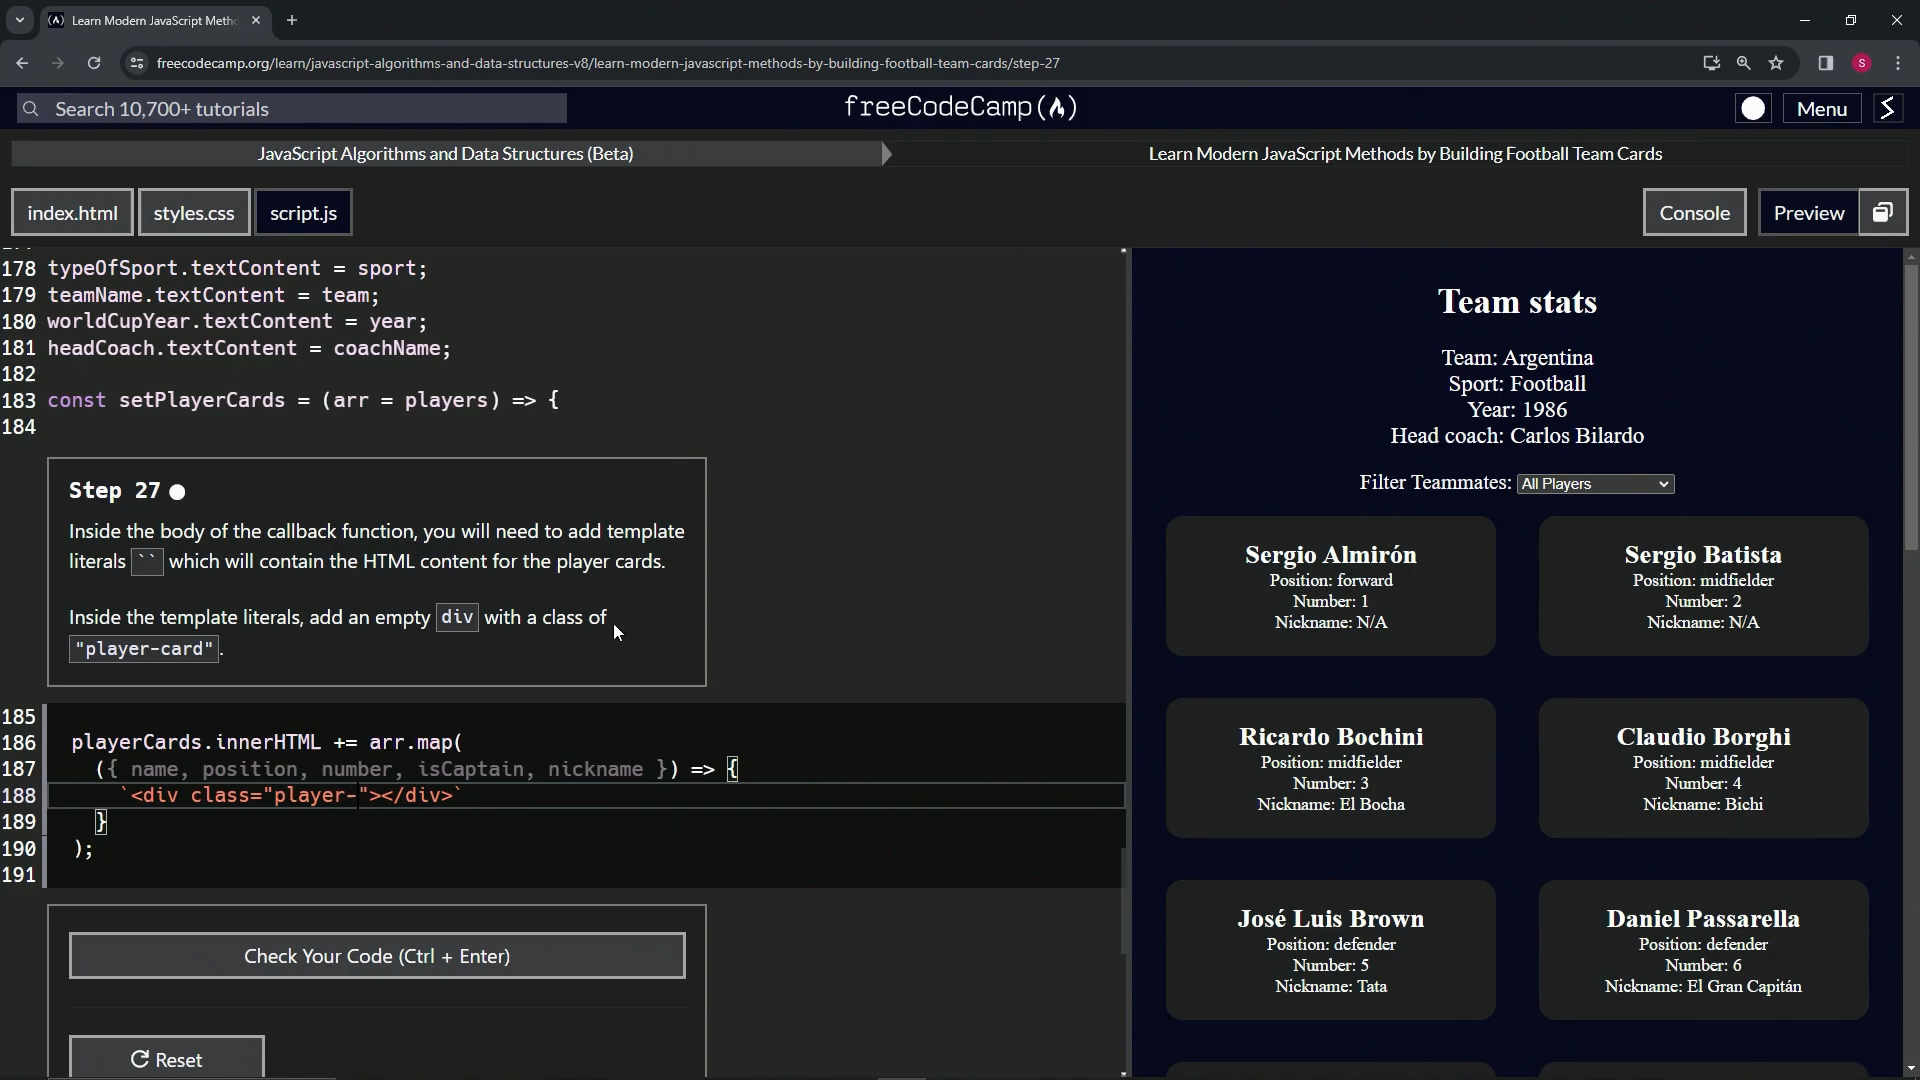 Learn Modern JavaScript Meth
freecodecamp.org/learn/javascript-algorithms-and-data-structures-v8/learn-modern-javascript-methods-by-building-football-team-cards/step-27
S
Search 10,700+ tutorials
freeCodeCamp
Menu
JavaScript Algorithms and Data Structures (Beta)
Learn Modern JavaScript Methods by Building Football Team Cards
index.html
styles.css
script.js
Console
Preview
178 typeOfSport.textContent = sport;
179 teamName.textContent = team;
180 worldCupYear.textContent = year;
181 headCoach.textContent = coachName;
182
183 const setPlayerCards = (arr = players) => {
184
Step 27
Inside the body of the callback function, you will need to add template
literals `` which will contain the HTML content for the player cards.
Inside the template literals, add an empty div with a class of
"player-card".
185
186 playerCards.innerHTML += arr.map(
187 ({ name, position, number, isCaptain, nickname }) => {
188 `<div class="player-"></div>`
189 }
190 );
191
Check Your Code (Ctrl + Enter)
Reset
Team stats
Team: Argentina
Sport: Football
Year: 1986
Head coach: Carlos Bilardo
Filter Teammates: All Players
Sergio Almirón
Position: forward
Number: 1
Nickname: N/A
Sergio Batista
Position: midfielder
Number: 2
Nickname: N/A
Ricardo Bochini
Position: midfielder
Number: 3
Nickname: El Bocha
Claudio Borghi
Position: midfielder
Number: 4
Nickname: Bichi
José Luis Brown
Position: defender
Number: 5
Nickname: Tata
Daniel Passarella
Position: defender
Number: 6
Nickname: El Gran Capitán